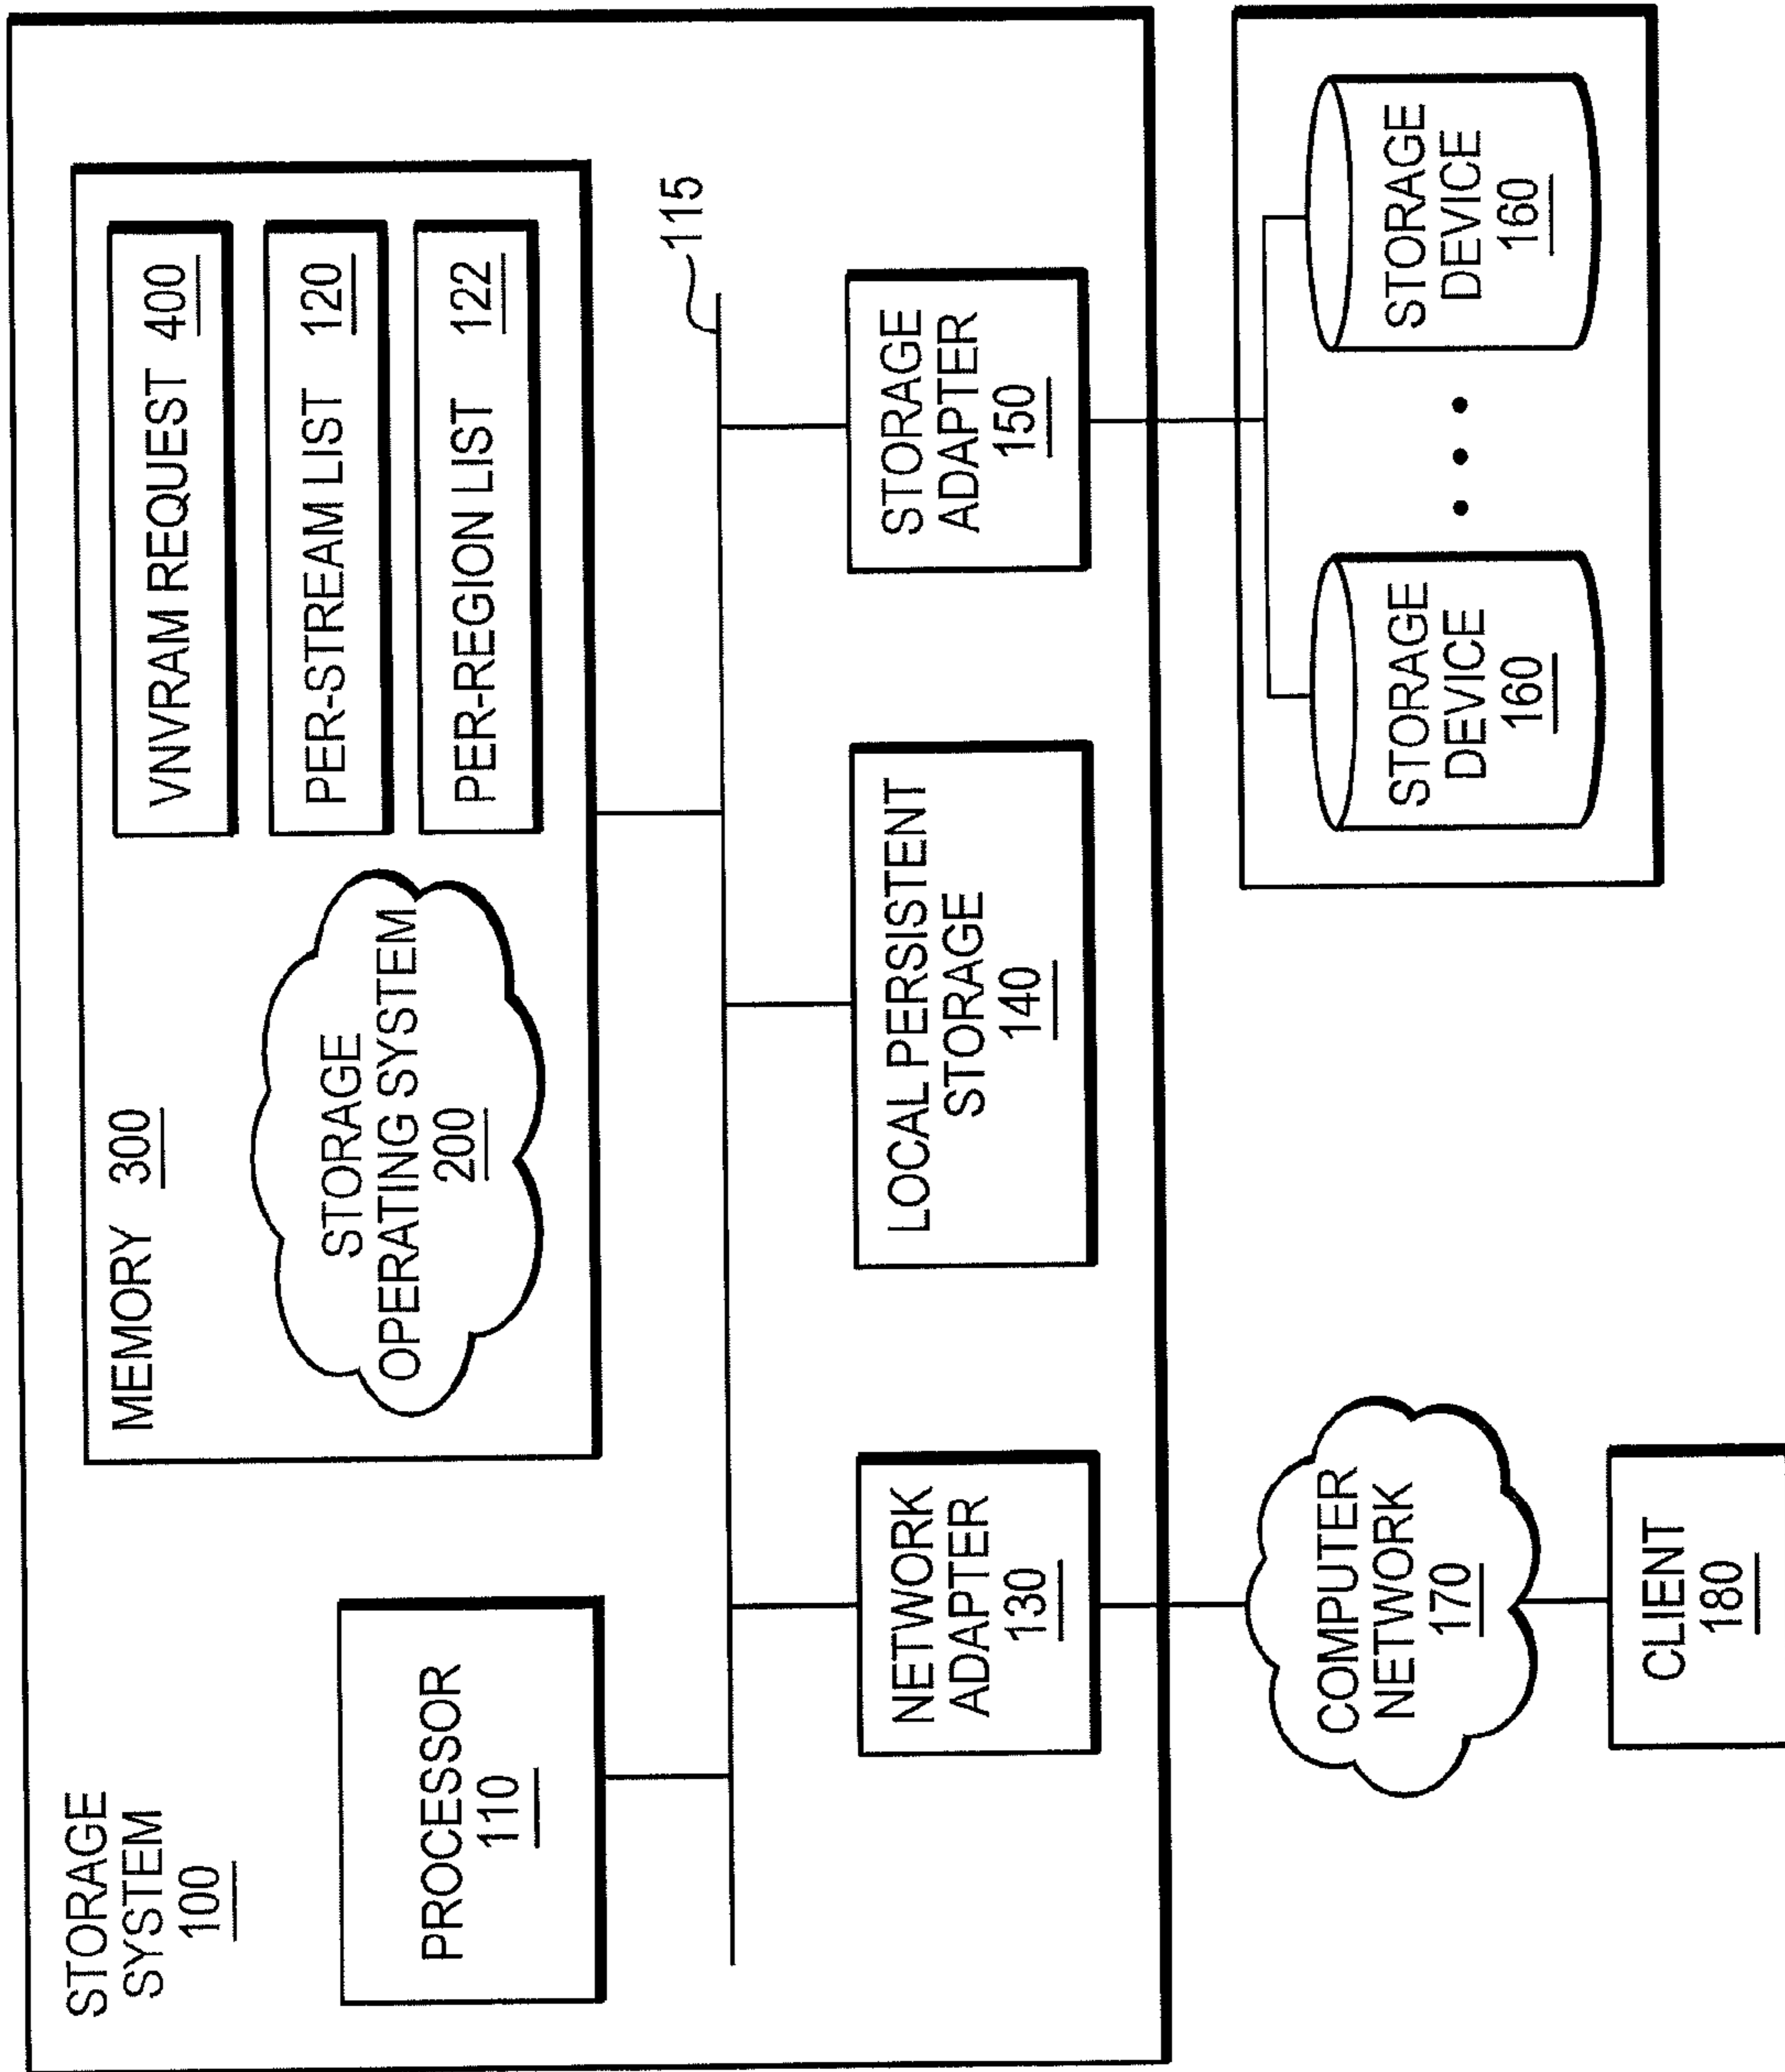 STORAGE
SYSTEM
100
PROCESSOR
110
MEMORY 300
STORAGE
OPERATING SYSTEM
200
VNVRAM REQUEST 400
PER-STREAM LIST 120
PER-REGION LIST 122
115
NETWORK
ADAPTER
130
LOCAL PERSISTENT
STORAGE
140
STORAGE
ADAPTER
150
COMPUTER
NETWORK
170
CLIENT
180
STORAGE
DEVICE
160
STORAGE
DEVICE
160